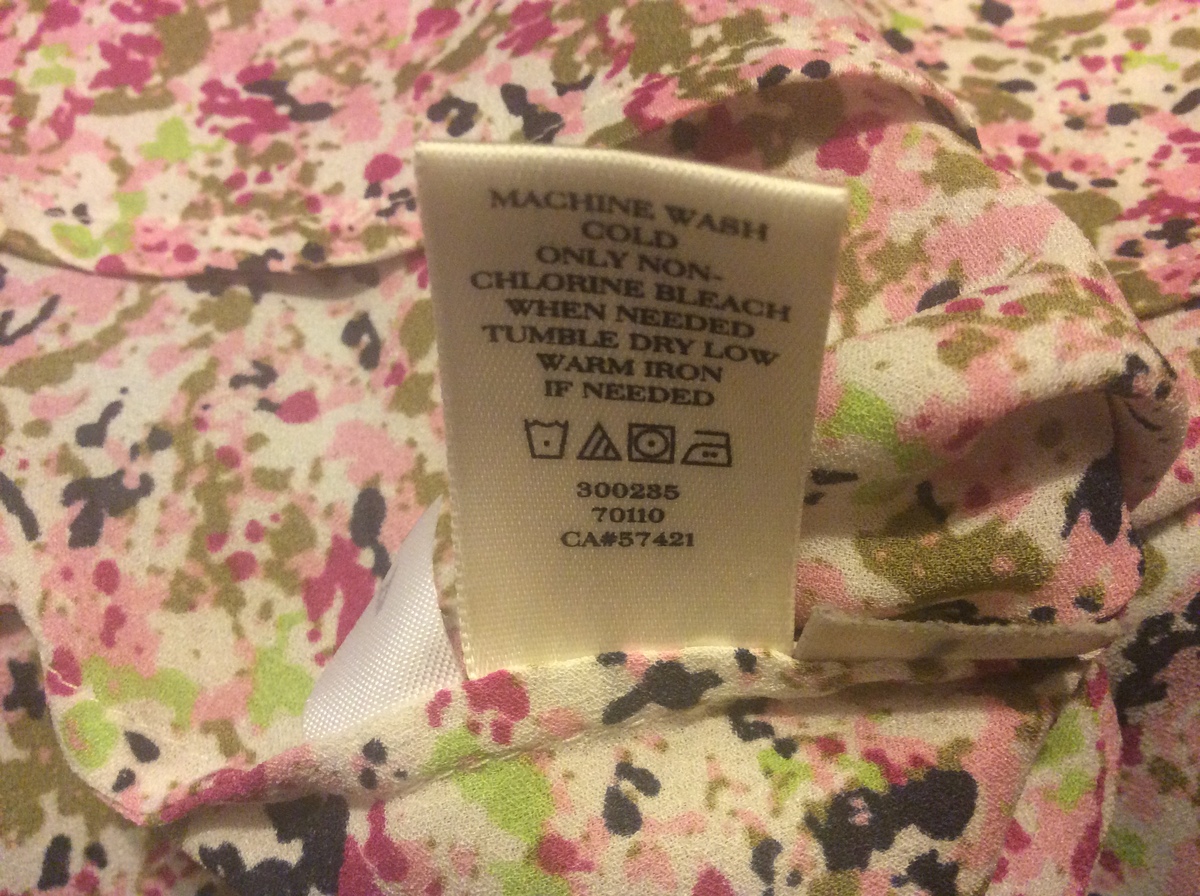 MACHINE WASH
COLD
ONLY NON-
CHLORINE BLEACH
WHEN NEEDED
TUMBLE DRY LOW
WARM IRON
IF NEEDED
300235
70110
CA#57421